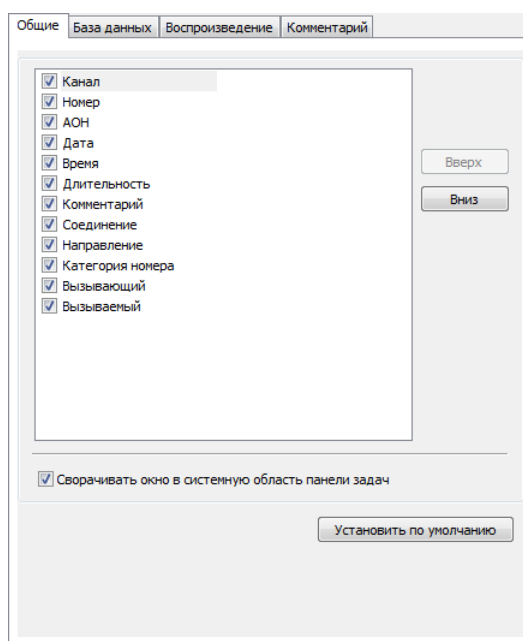 Общие База данных Воспроизведение Комментарий
Канал
Номер
АОН
Дата
Время
Длительность
Комментарий
Соединение
Направление
Категория номера
Вызывающий
Вызываемый
Вверх
Вниз
Сворачивать окно в системную область панели задач
Установить по умолчанию